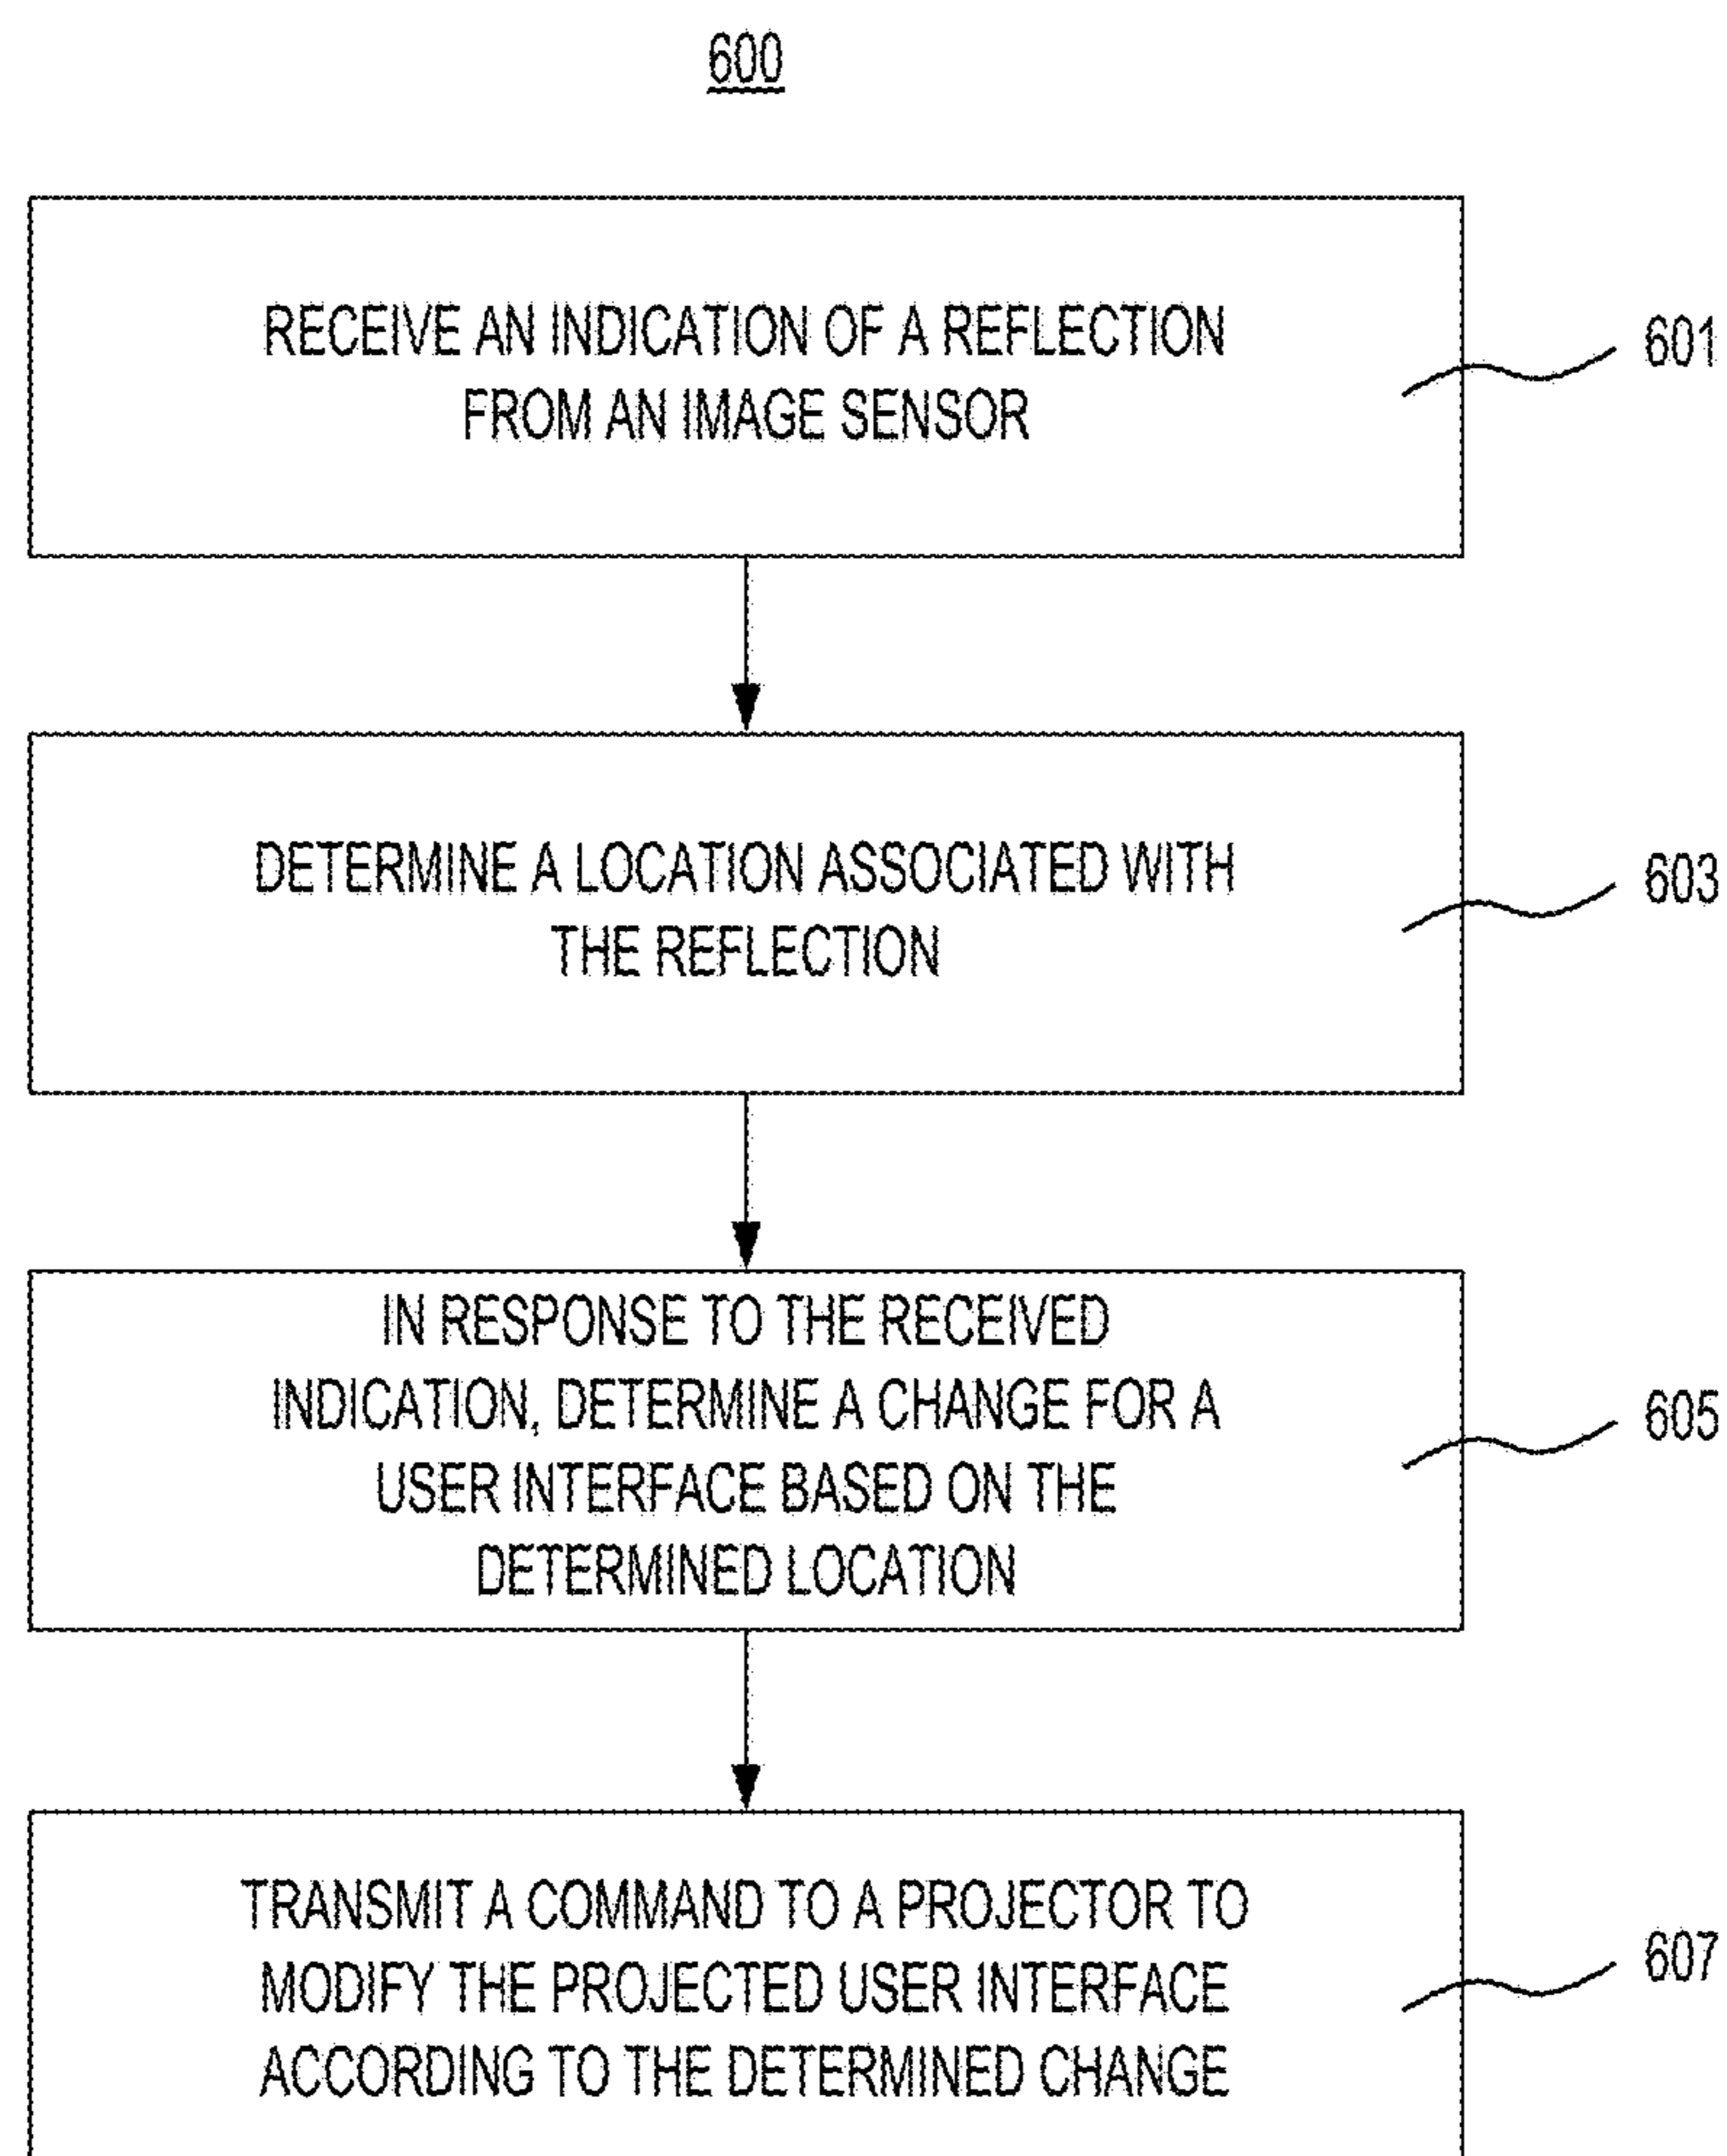 600
RECEIVE AN INDICATION OF A REFLECTION
FROM AN IMAGE SENSOR
601
DETERMINE A LOCATION ASSOCIATED WITH
THE REFLECTION
603
IN RESPONSE TO THE RECEIVED
INDICATION, DETERMINE A CHANGE FOR A
USER INTERFACE BASED ON THE
DETERMINED LOCATION
605
TRANSMIT A COMMAND TO A PROJECTOR TO
MODIFY THE PROJECTED USER INTERFACE
ACCORDING TO THE DETERMINED CHANGE
607